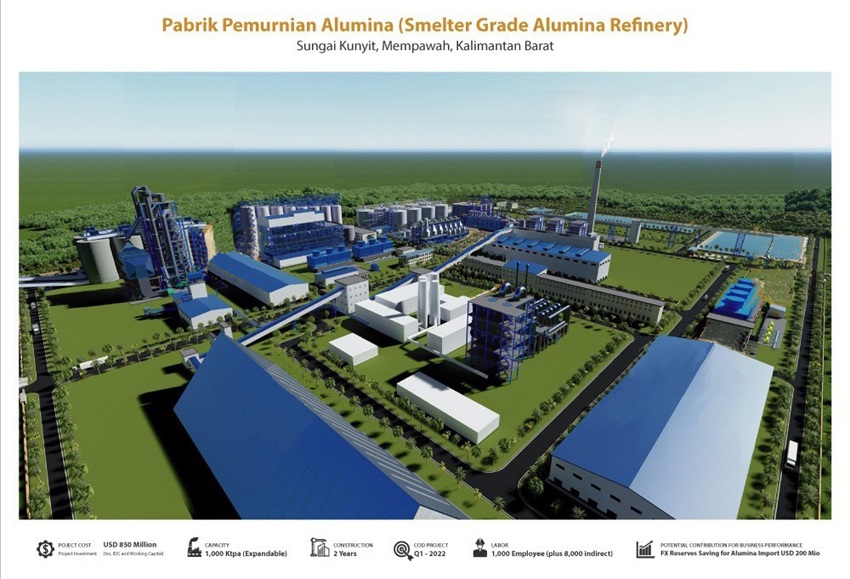 Pabrik Pemurnian Alumina (Smelter Grade Alumina Refinery)
Sungai Kunyit, Mempawah, Kalimantan Barat
POJECT COST
Project Investment
USD 850 Million
(Inc. IDC and Working Capital)
CAPACITY
1,000 Ktpa (Expandable)
CONSTRUCTION
2 Years
COD PROJECT
Q1 - 2022
LABOR
1,000 Employee (plus 8,000 indirect)
POTENTIAL CONTRIBUTION FOR BUSINESS PERFORMANCE
FX Reserves Saving for Alumina Import USD 200 Mio